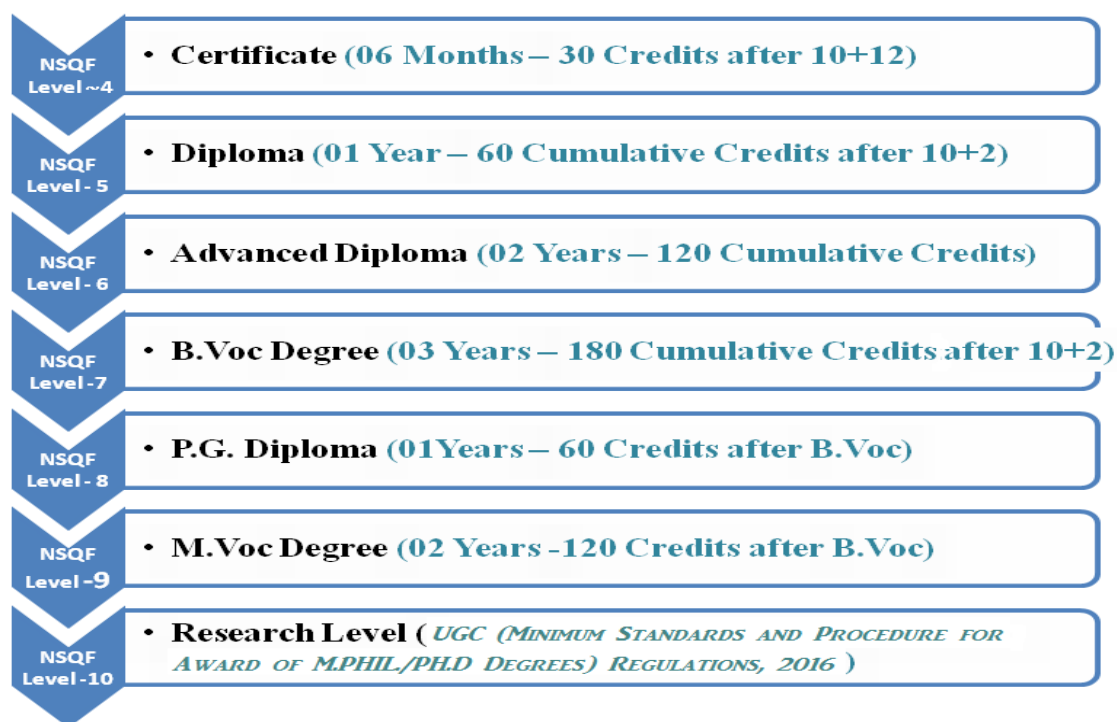 NSQF
Level~4
• Certificate (06 Months – 30 Credits after 10+12)
NSQF
Level - 5
• Diploma (01 Year – 60 Cumulative Credits after 10+2)
NSQF
Level - 6
• Advanced Diploma (02 Years – 120 Cumulative Credits)
NSQF
Level -7
• B.Voc Degree (03 Years – 180 Cumulative Credits after 10+2)
NSQF
Level - 8
• P.G. Diploma (01Years – 60 Credits after B.Voc)
NSQF
Level -9
• M.Voc Degree (02 Years -120 Credits after B.Voc)
NSQF
Level -10
• Research Level ( UGC (MINIMUM STANDARDS AND PROCEDURE FOR
AWARD OF M.PHIL./PH.D DEGREES) REGULATIONS, 2016 )